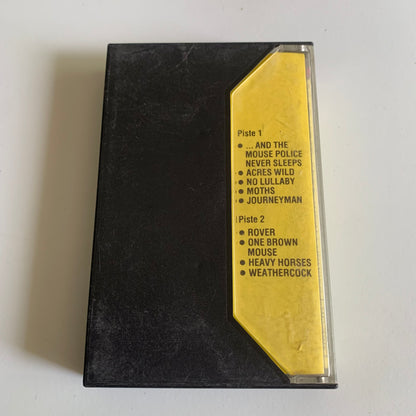 Piste 1
● ... AND THE
MOUSE POLICE
NEVER SLEEPS
● ACRES WILD
● NO LULLABY
● MOTHS
● JOURNEYMAN
Piste 2
● ROVER
● ONE BROWN
MOUSE
● HEAVY HORSES
● WEATHERCOCK